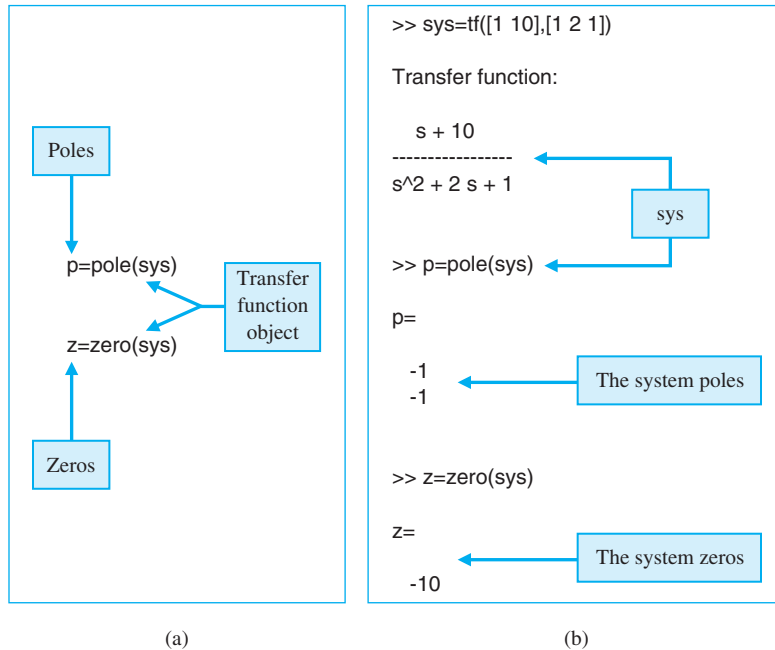 Poles
p=pole(sys)
Transfer
function
object
z=zero(sys)
Zeros
(a)
>> sys=tf([1 10],[1 2 1])
Transfer function:
s + 10
-----------------
s^2 + 2 s + 1
sys
>> p=pole(sys)
p=
-1
-1
The system poles
>> z=zero(sys)
z=
The system zeros
-10
(b)